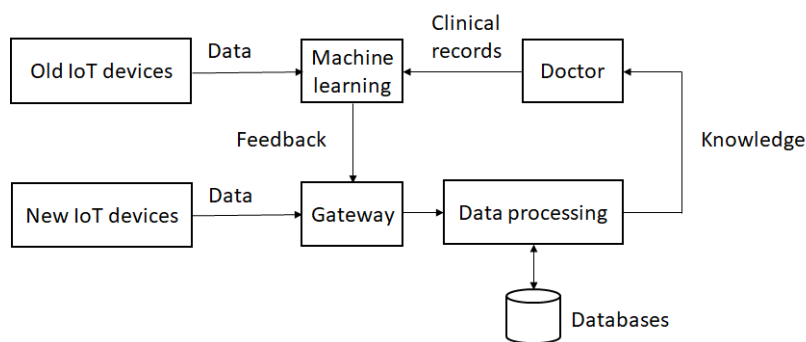 Clinical
records
Data
Machine
learning
Old IoT devices
Doctor
Feedback
Knowledge
Data
New IoT devices
Gateway
Data processing
Databases